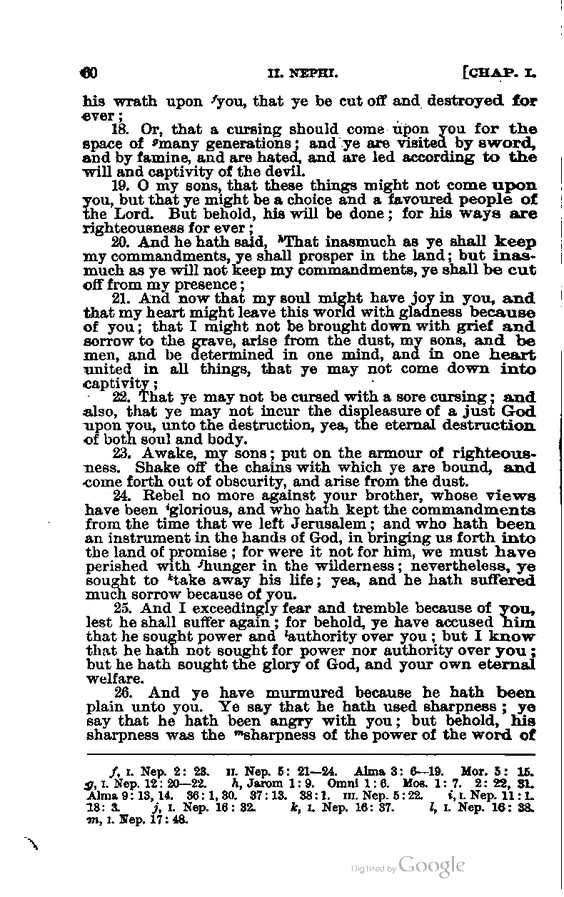 60 II. NEPHI. [CHAP. I.
his wrath upon fyou, that ye be cut off and destroyed for
ever;
18. Or, that a cursing should come upon you for the
space of gmany generations; and ye are visited by sword,
and by famine, and are hated, and are led according to the
will and captivity of the devil.
19. O my sons, that these things might not come upon
you, but that ye might be a choice and a favoured people of
the Lord. But behold, his will be done; for his ways are
righteousness for ever;
20. And he hath said, hThat inasmuch as ye shall keep
my commandments, ye shall prosper in the land; but inas-
much as ye will not keep my commandments, ye shall be cut
off from my presence;
21. And now that my soul might have joy in you, and
that my heart might leave this world with gladness because
of you; that I might not be brought down with grief and
sorrow to the grave, arise from the dust, my sons, and be
men, and be determined in one mind, and in one heart
united in all things, that ye may not come down into
captivity;
22. That ye may not be cursed with a sore cursing; and
also, that ye may not incur the displeasure of a just God
upon you, unto the destruction, yea, the eternal destruction
of both soul and body.
23. Awake, my sons; put on the armour of righteous-
ness. Shake off the chains with which ye are bound, and
come forth out of obscurity, and arise from the dust.
24. Rebel no more against your brother, whose views
have been iglorious, and who hath kept the commandments
from the time that we left Jerusalem; and who hath been
an instrument in the hands of God, in bringing us forth into
the land of promise; for were it not for him, we must have
perished with jhunger in the wilderness; nevertheless, ye
sought to ktake away his life; yea, and he hath suffered
much sorrow because of you.
25. And I exceedingly fear and tremble because of you,
lest he shall suffer again; for behold, ye have accused him
that he sought power and lauthority over you; but I know
that he hath not sought for power nor authority over you;
but he hath sought the glory of God, and your own eternal
welfare.
26. And ye have murmured because he hath been
plain unto you. Ye say that he hath used sharpness; ye
say that he hath been angry with you; but behold, his
sharpness was the msharpness of the power of the word of
f, I. Nep. 2: 23. II. Nep. 5: 21—24. Alma 3: 6—19. Mor. 5: 15.
g, I. Nep. 12: 20—22. h, Jarom 1: 9. Omni 1: 6. Mos. 1: 7. 2: 22, 31.
Alma 9: 13, 14. 36: 1, 30. 37: 13. 38: 1. III. Nep. 5: 22. i, I. Nep. 11: 1.
18: 3. j, I. Nep. 16: 32. k, I. Nep. 16: 37. l, I. Nep. 16: 38.
m, I. Nep. 17: 48.
Digitized by Google